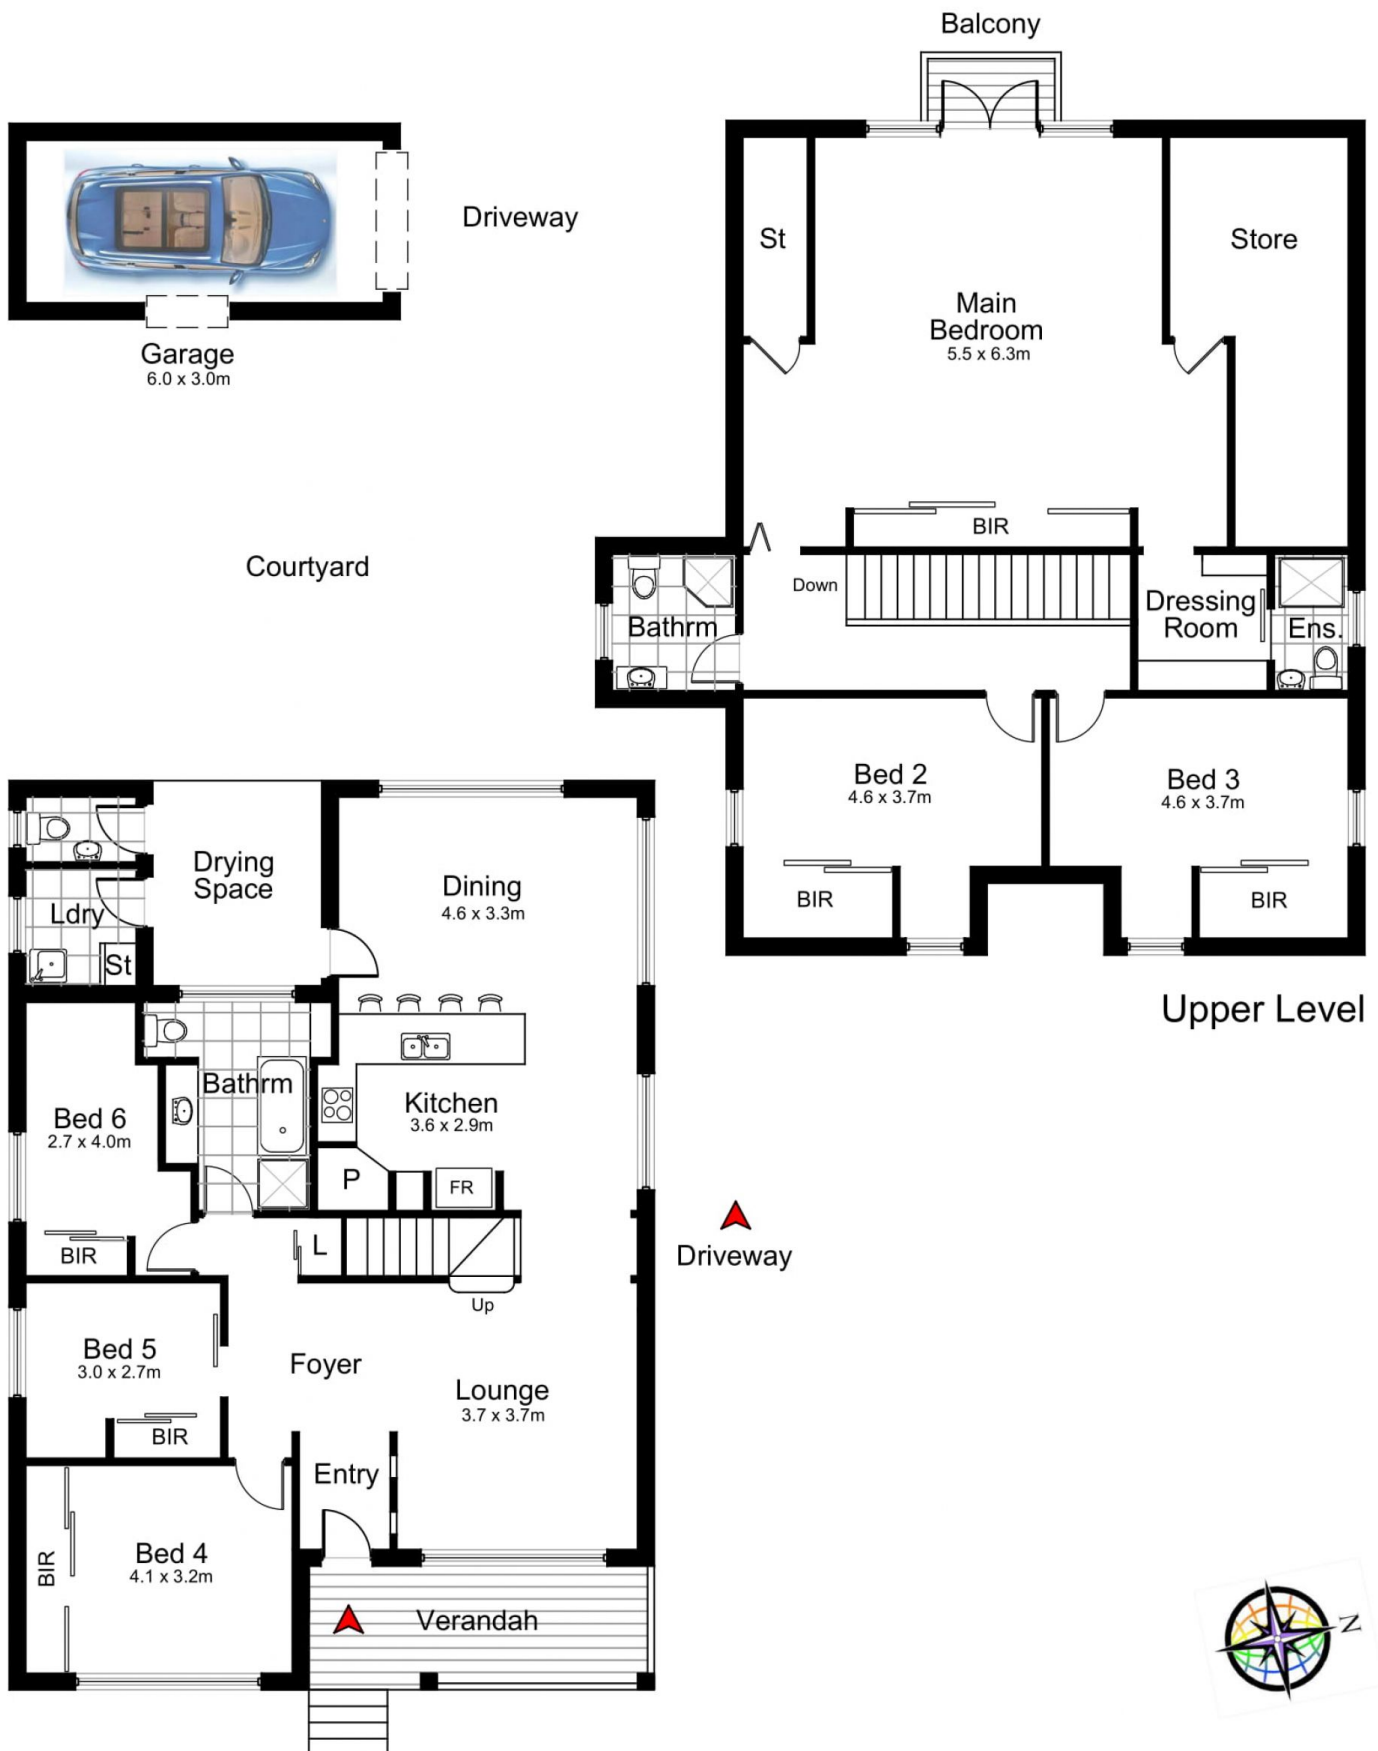 Balcony
Driveway
St
Store
Main
Bedroom
5.5 x 6.3m
Garage
6.0 x 3.0m
BIR
Courtyard
Down
Bathrm
Dressing
Room
Ens.
Bed 2
4.6 x 3.7m
Bed 3
4.6 x 3.7m
BIR
BIR
Upper Level
Drying
Space
Dining
4.6 x 3.3m
Ldry
St
Bathrm
Kitchen
3.6 x 2.9m
Bed 6
2.7 x 4.0m
P
FR
BIR
L
Up
Driveway
Bed 5
3.0 x 2.7m
Foyer
Lounge
3.7 x 3.7m
BIR
Entry
BIR
Bed 4
4.1 x 3.2m
Verandah
N